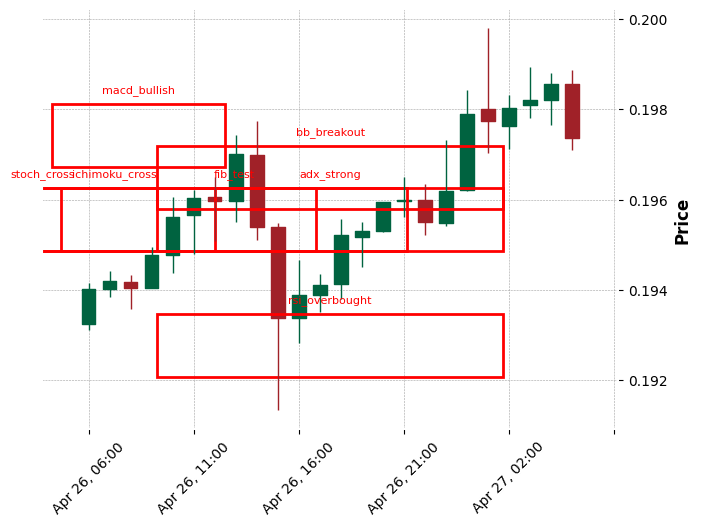 0.200
macd_bullish
0.198
bb_breakout
stoch_cross
ichimoku_cross
fib_test
adx_strong
0.196
Price
0.194
rsi_overbought
0.192
Apr 26, 06:00
Apr 26, 11:00
Apr 26, 16:00
Apr 26, 21:00
Apr 27, 02:00